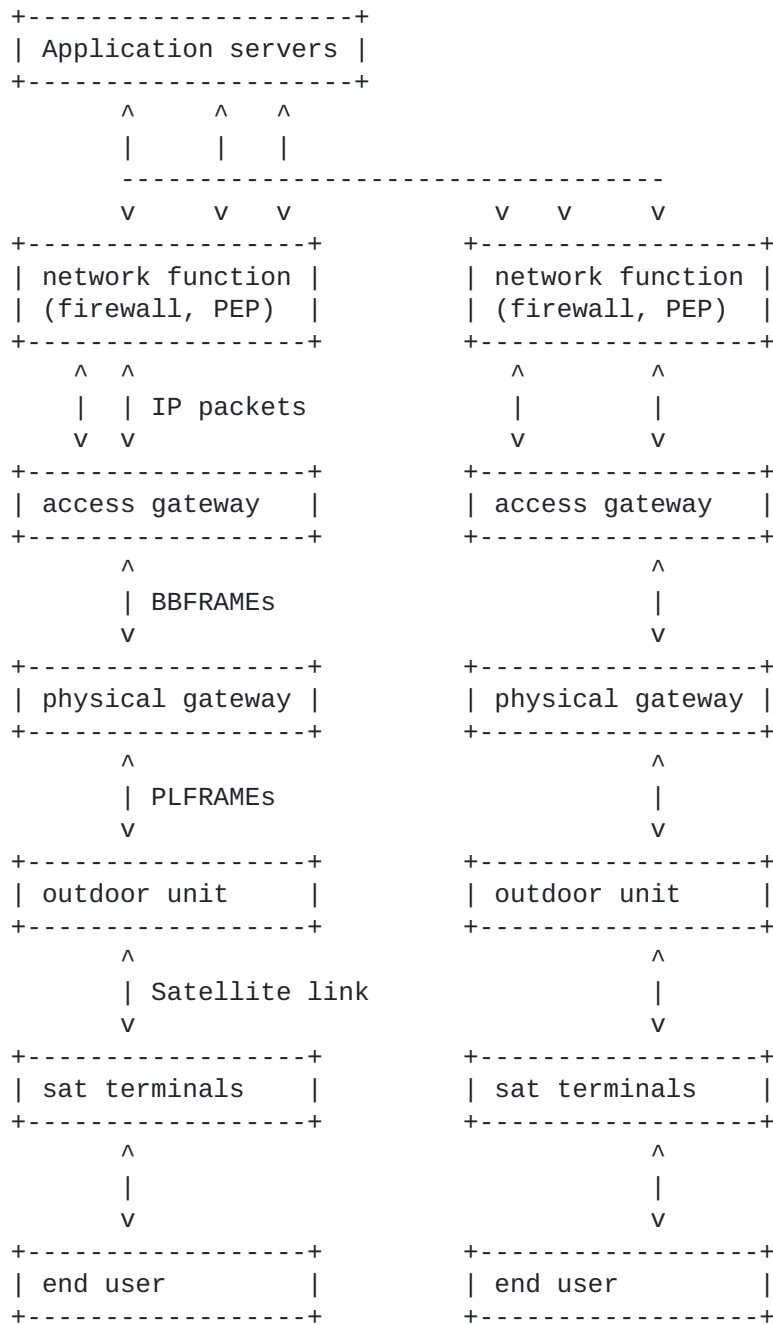 Application servers
network function network function
(firewall, PEP) (firewall, PEP)
IP packets
access gateway access gateway
BBFRAMEs
physical gateway physical gateway
PLFRAMEs
outdoor unit outdoor unit
Satellite link
sat terminals sat terminals
end user end user